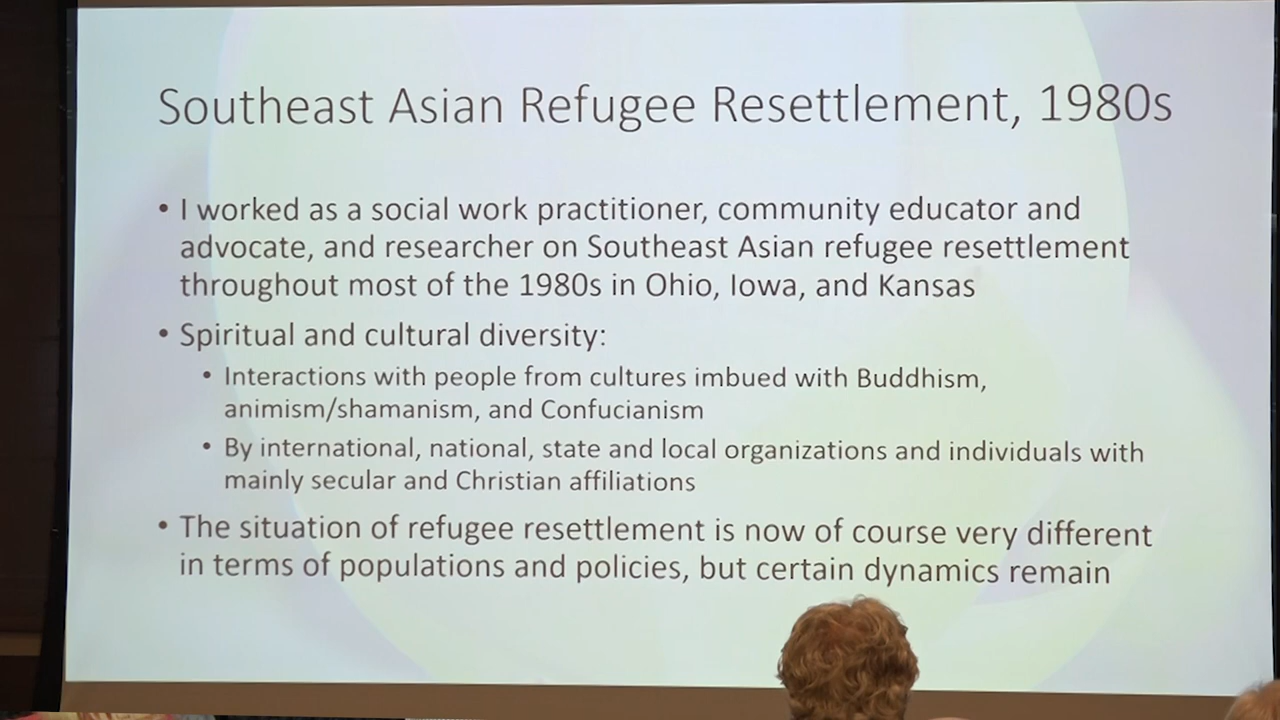 Southeast Asian Refugee Resettlement, 1980s
• I worked as a social work practitioner, community educator and
advocate, and researcher on Southeast Asian refugee resettlement
throughout most of the 1980s in Ohio, Iowa, and Kansas
• Spiritual and cultural diversity:
• Interactions with people from cultures imbued with Buddhism,
animism/shamanism, and Confucianism
• By international, national, state and local organizations and individuals with
mainly secular and Christian affiliations
• The situation of refugee resettlement is now of course very different
in terms of populations and policies, but certain dynamics remain